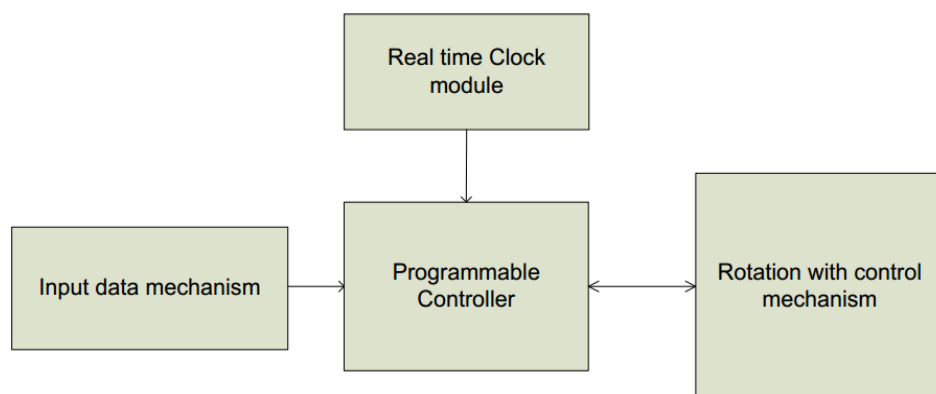 Real time Clock
module
Input data mechanism
Programmable
Controller
Rotation with control
mechanism